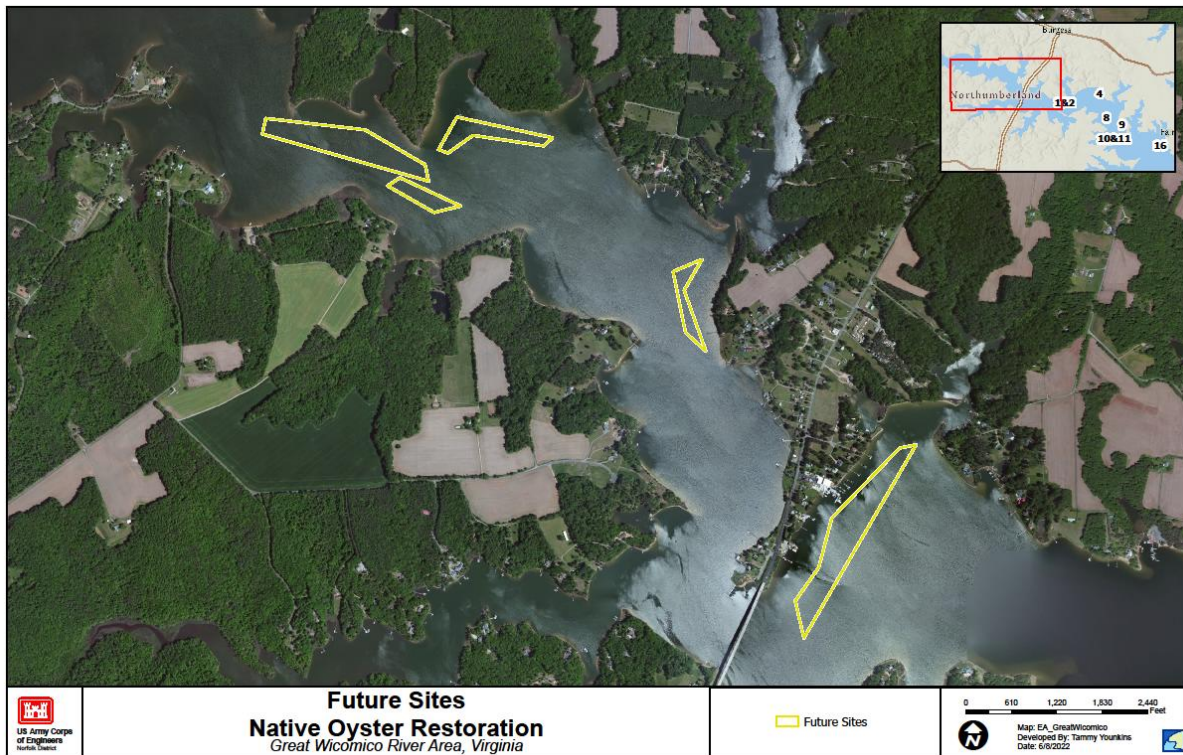 Burgess
Northumberland
1&2
4
8
9
10&11
16
US Army Corps
of Engineers
Norfolk District
Future Sites
Native Oyster Restoration
Great Wicomico River Area, Virginia
Future Sites
0 610 1,220 1,830 2,440
Feet
N
Map: EA_GreatWicomico
Developed By: Tammy Younkins
Date: 6/8/2022